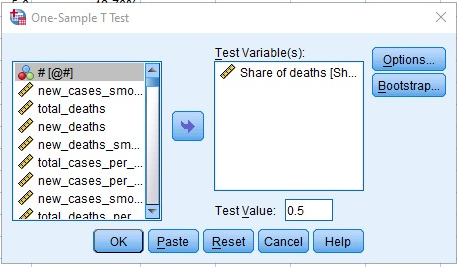 One-Sample T Test
Test Variable(s):
# [@#]
new_cases_smo...
total_deaths
new_deaths
new_deaths_sm...
total_cases_per_...
new_cases_per_...
new_cases_smo...
total_deaths_per_...
Share of deaths [Sh...
Options...
Bootstrap...
Test Value: 0.5
OK Paste Reset Cancel Help